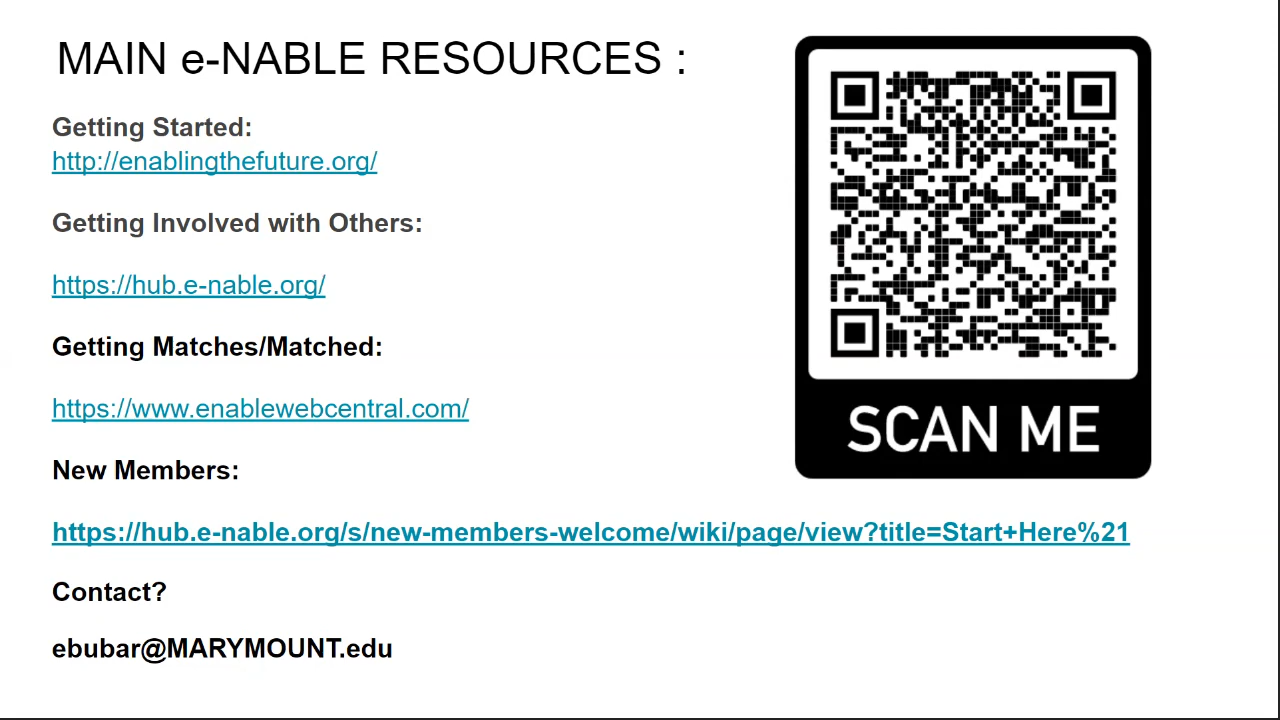 MAIN e-NABLE RESOURCES :
Getting Started:
http://enablingthefuture.org/
Getting Involved with Others:
https://hub.e-nable.org/
Getting Matches/Matched:
https://www.enablewebcentral.com/
New Members:
https://hub.e-nable.org/s/new-members-welcome/wiki/page/view?title=Start+Here%21
Contact?
ebubar@MARYMOUNT.edu
SCAN ME